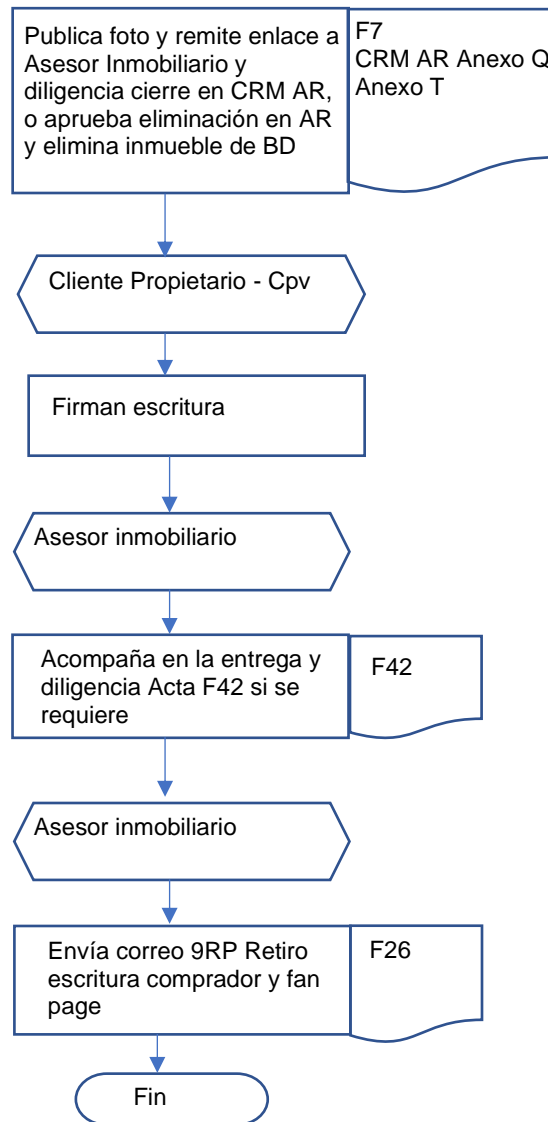 Publica foto y remite enlace a
Asesor Inmobiliario y
diligencia cierre en CRM AR,
o aprueba eliminación en AR
y elimina inmueble de BD
F7
CRM AR Anexo Q
Anexo T
Cliente Propietario - Cpv
Firman escritura
Asesor inmobiliario
Acompaña en la entrega y
diligencia Acta F42 si se
requiere
F42
Asesor inmobiliario
Envía correo 9RP Retiro
escritura comprador y fan
page
F26
Fin